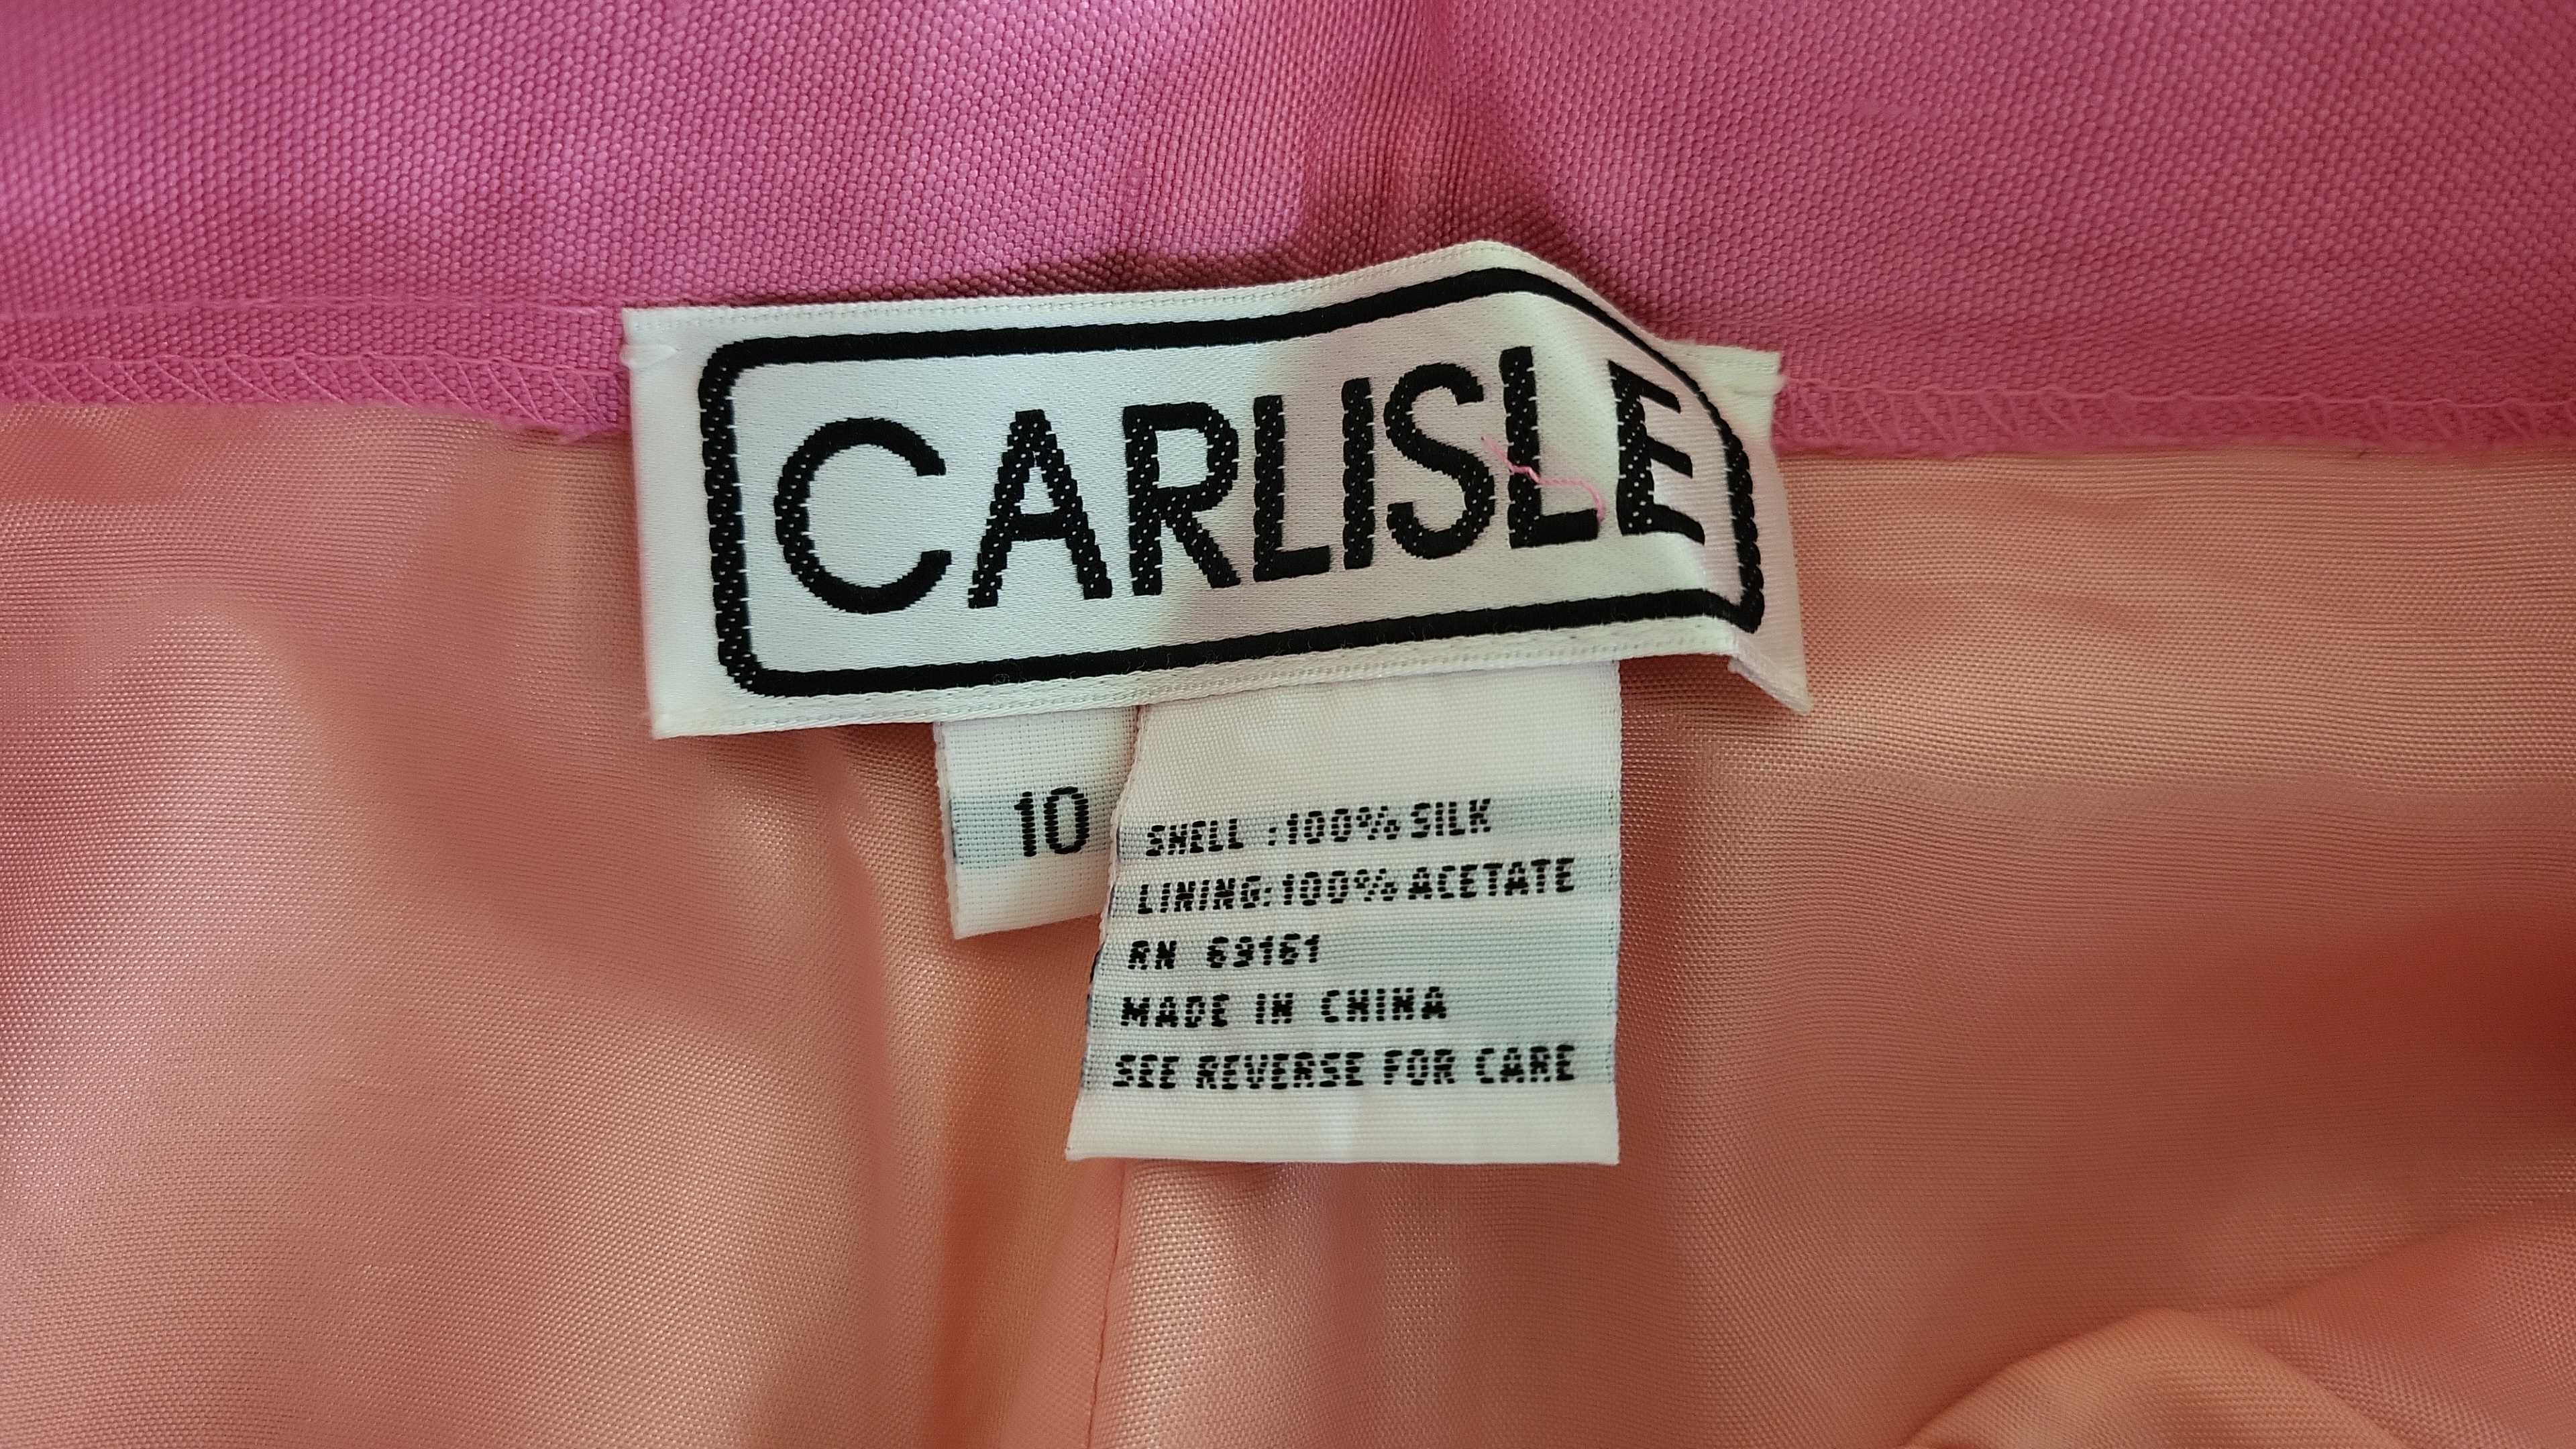 CARLISLE
10
SHELL :100% SILK
LINING:100% ACETATE
RN 69161
MADE IN CHINA
SEE REVERSE FOR CARE